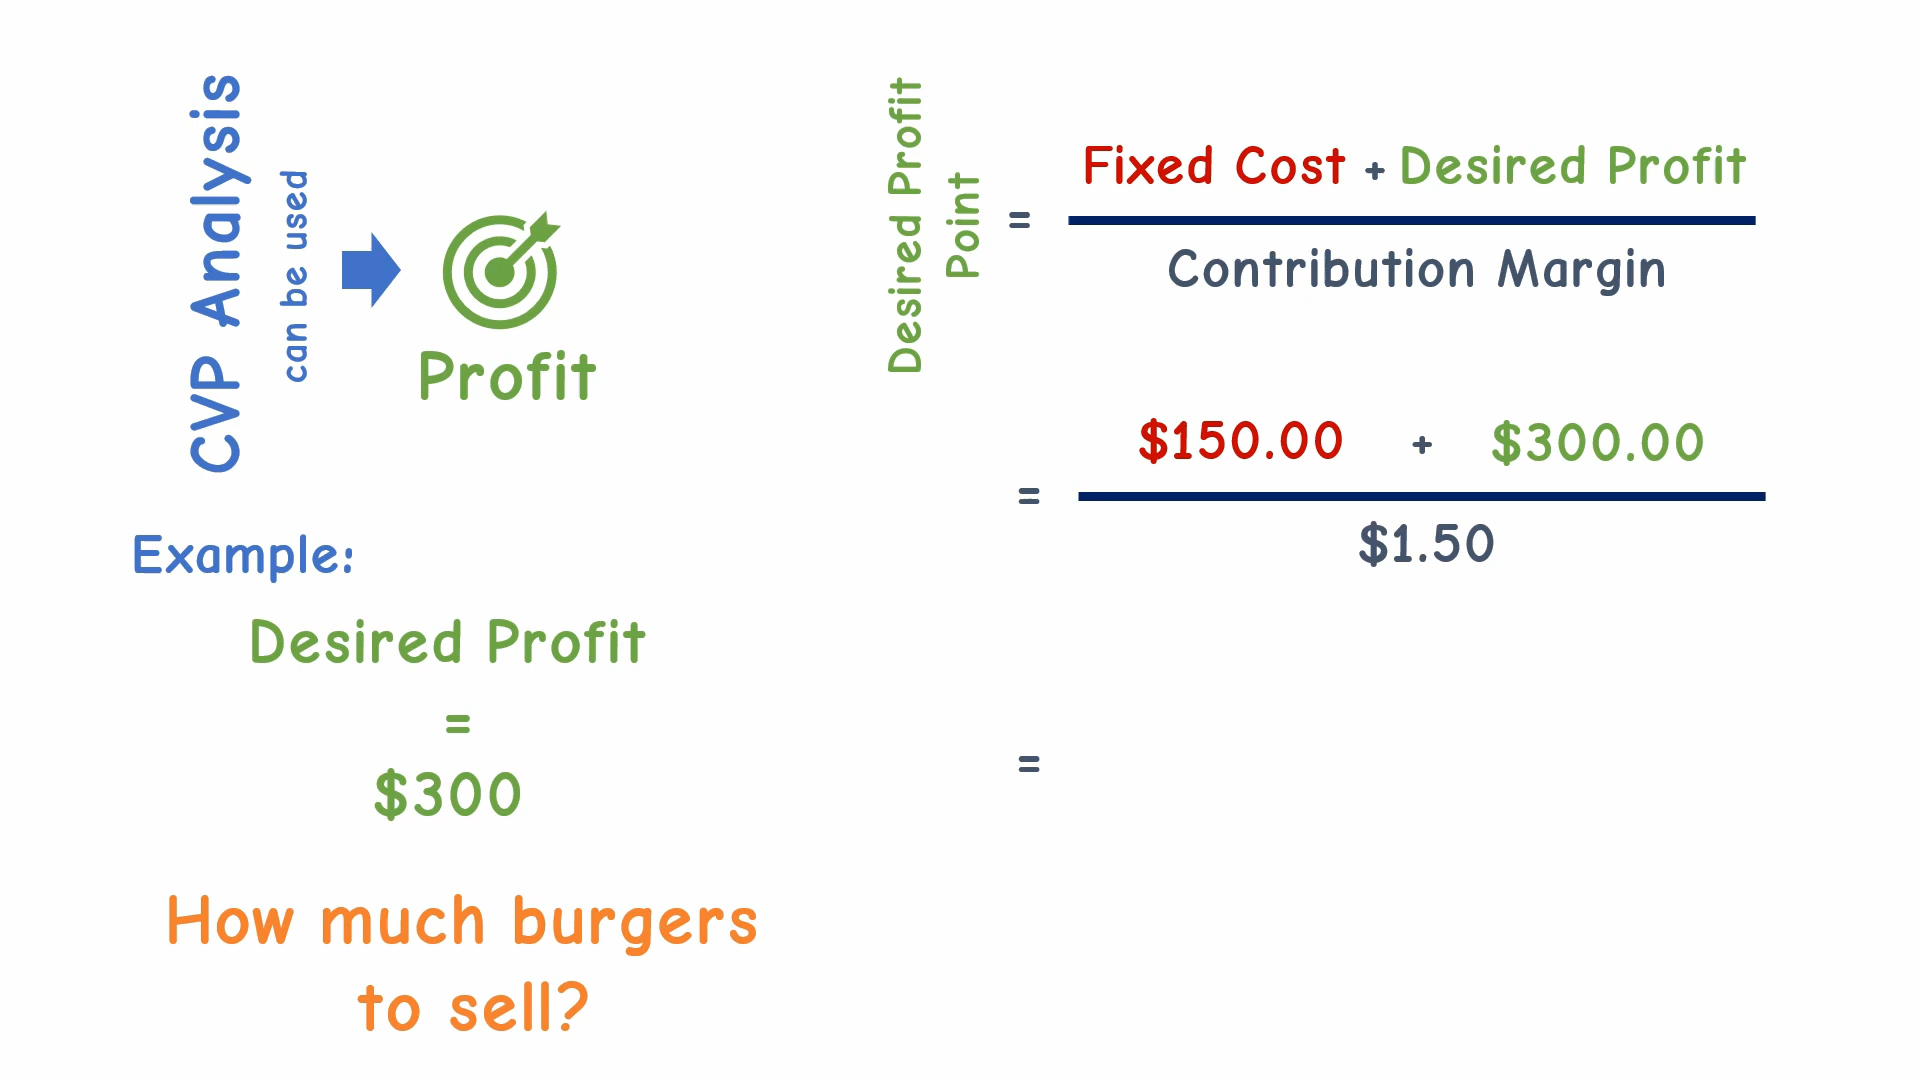 CVP Analysis
can be used
Profit
Example:
Desired Profit
=
$300
How much burgers
to sell?
Desired Profit
Point
=
Fixed Cost + Desired Profit
Contribution Margin
=
$150.00 + $300.00
$1.50
=